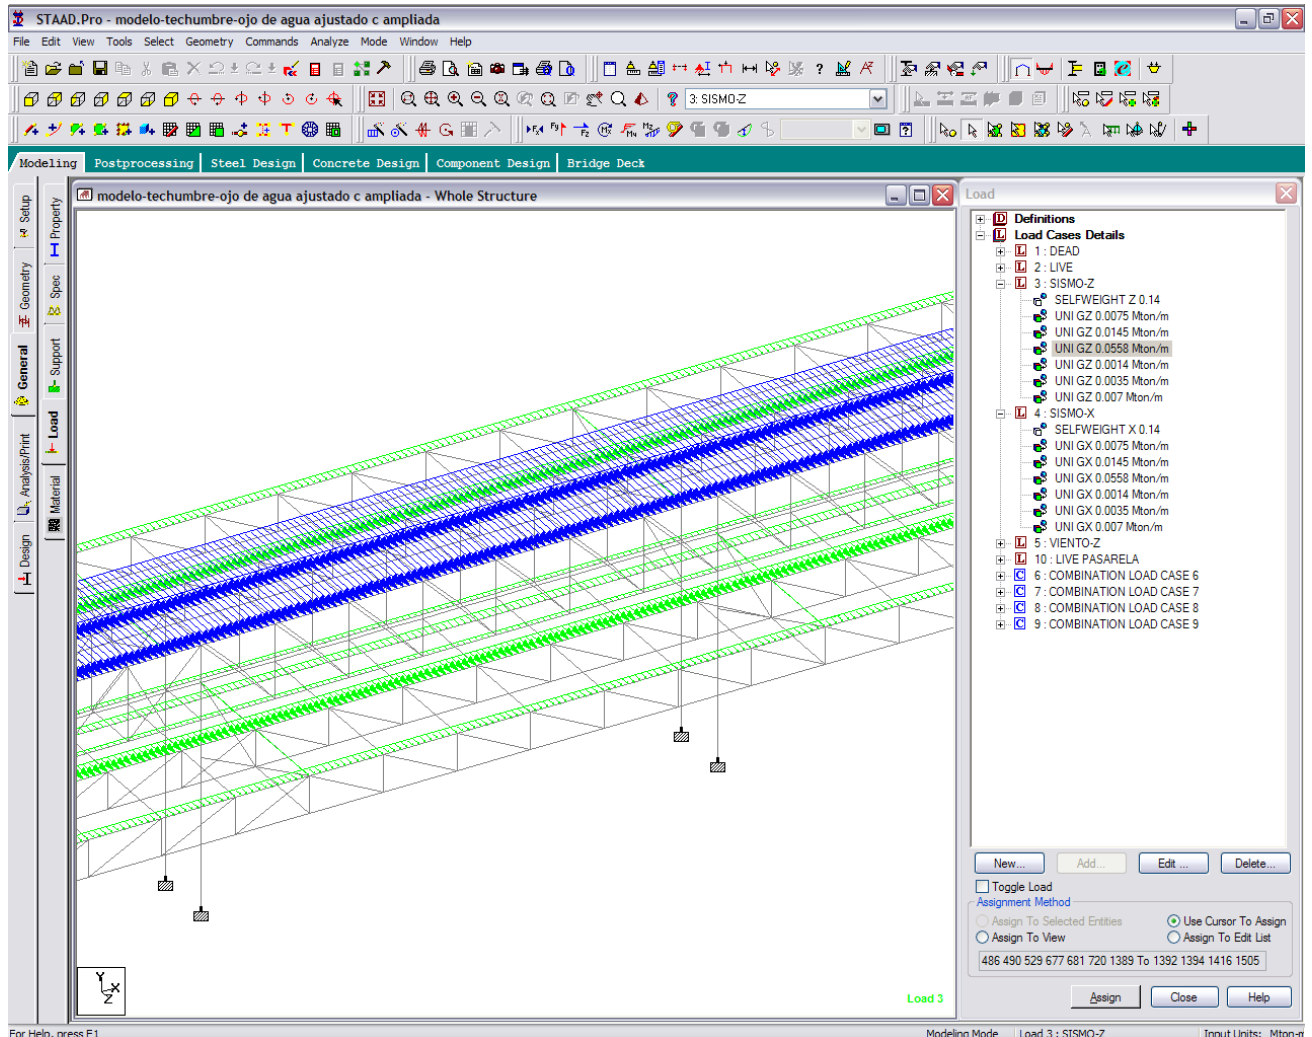 STAAD.Pro - modelo-techumbre-ojo de agua ajustado c ampliada
File Edit View Tools Select Geometry Commands Analyze Mode Window Help
3: SISMO-Z
Modeling Postprocessing Steel Design Concrete Design Component Design Bridge Deck
Setup
Geometry
General
Analysis/Print
Design
Property
Spec
Support
Load
Material
modelo-techumbre-ojo de agua ajustado c ampliada - Whole Structure
Y
X
Z
Load 3
Load
Definitions
Load Cases Details
1 : DEAD
2 : LIVE
3 : SISMO-Z
SELFWEIGHT Z 0.14
UNI GZ 0.0075 Mton/m
UNI GZ 0.0145 Mton/m
UNI GZ 0.0558 Mton/m
UNI GZ 0.0014 Mton/m
UNI GZ 0.0035 Mton/m
UNI GZ 0.007 Mton/m
4 : SISMO-X
SELFWEIGHT X 0.14
UNI GX 0.0075 Mton/m
UNI GX 0.0145 Mton/m
UNI GX 0.0558 Mton/m
UNI GX 0.0014 Mton/m
UNI GX 0.0035 Mton/m
UNI GX 0.007 Mton/m
5 : VIENTO-Z
10 : LIVE PASARELA
6 : COMBINATION LOAD CASE 6
7 : COMBINATION LOAD CASE 7
8 : COMBINATION LOAD CASE 8
9 : COMBINATION LOAD CASE 9
New... Add... Edit ... Delete...
Toggle Load
Assignment Method
Assign To Selected Entities Use Cursor To Assign
Assign To View Assign To Edit List
486 490 529 677 681 720 1389 To 1392 1394 1416 1505
Assign Close Help
For Help, press F1 Modeling Mode Load 3 : SISMO-Z Input Units: Mton-m